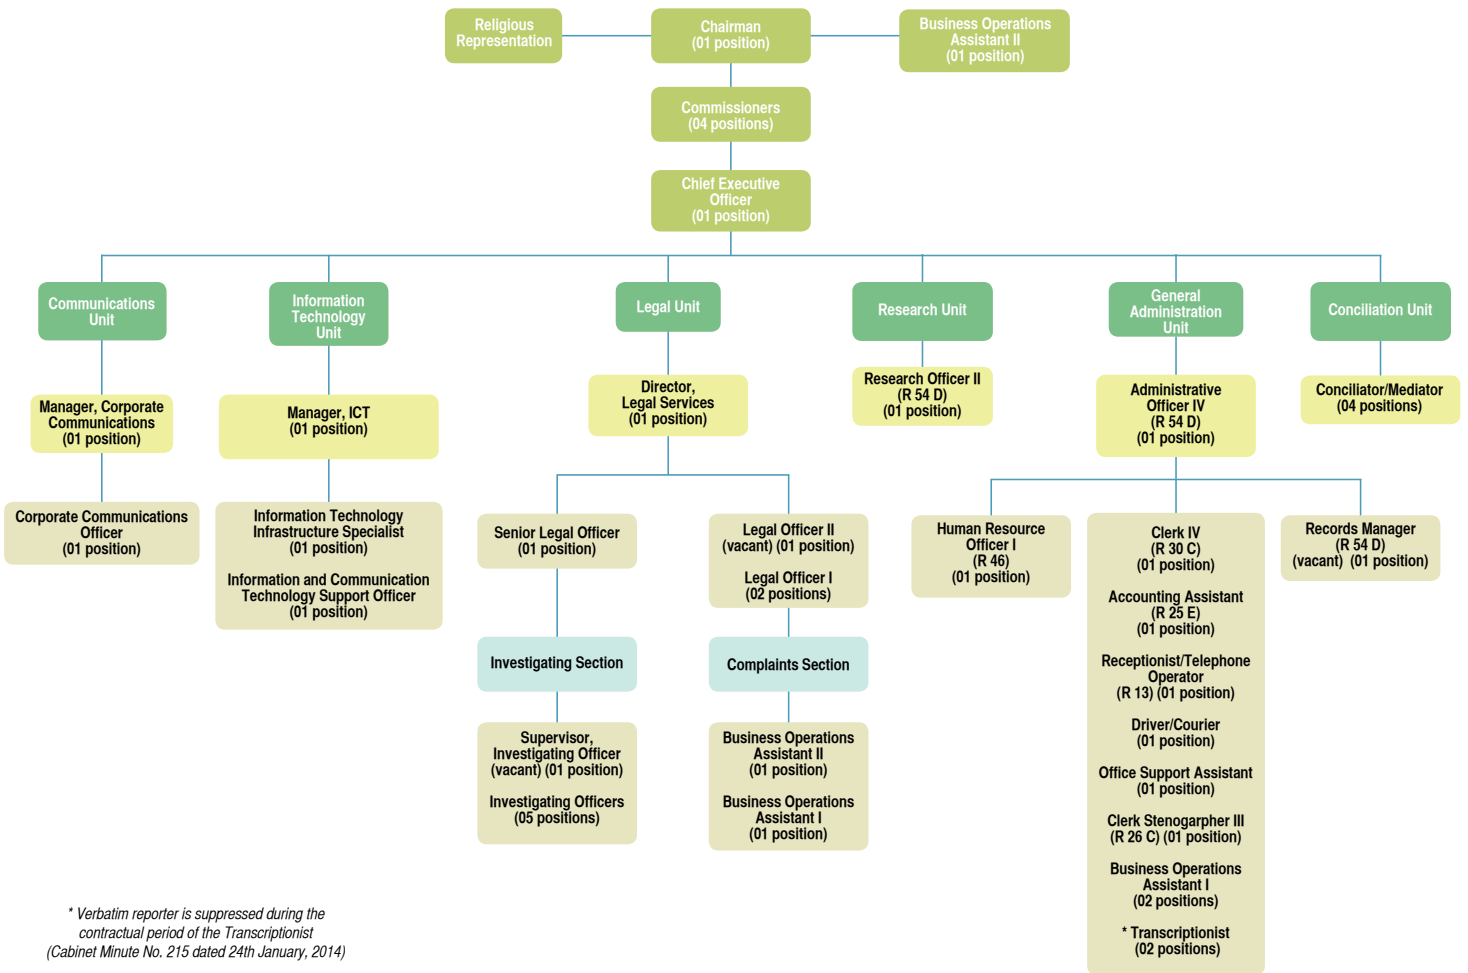 Religious
Representation
Chairman
(01 position)
Business Operations
Assistant II
(01 position)
Commissioners
(04 positions)
Chief Executive
Officer
(01 position)
Communications
Unit
Information
Technology
Unit
Legal Unit
Research Unit
General
Administration
Unit
Conciliation Unit
Manager, Corporate
Communications
(01 position)
Manager, ICT
(01 position)
Director,
Legal Services
(01 position)
Research Officer II
(R 54 D)
(01 position)
Administrative
Officer IV
(R 54 D)
(01 position)
Conciliator/Mediator
(04 positions)
Corporate Communications
Officer
(01 position)
Information Technology
Infrastructure Specialist
(01 position)
Information and Communication
Technology Support Officer
(01 position)
Senior Legal Officer
(01 position)
Legal Officer II
(vacant) (01 position)
Legal Officer I
(02 positions)
Human Resource
Officer I
(R 46)
(01 position)
Clerk IV
(R 30 C)
(01 position)
Accounting Assistant
(R 25 E)
(01 position)
Receptionist/Telephone
Operator
(R 13) (01 position)
Driver/Courier
(01 position)
Office Support Assistant
(01 position)
Clerk Stenogarpher III
(R 26 C) (01 position)
Business Operations
Assistant I
(02 positions)
* Transcriptionist
(02 positions)
Records Manager
(R 54 D)
(vacant) (01 position)
Investigating Section
Complaints Section
Supervisor,
Investigating Officer
(vacant) (01 position)
Investigating Officers
(05 positions)
Business Operations
Assistant II
(01 position)
Business Operations
Assistant I
(01 position)
* Verbatim reporter is suppressed during the
contractual period of the Transcriptionist
(Cabinet Minute No. 215 dated 24th January, 2014)